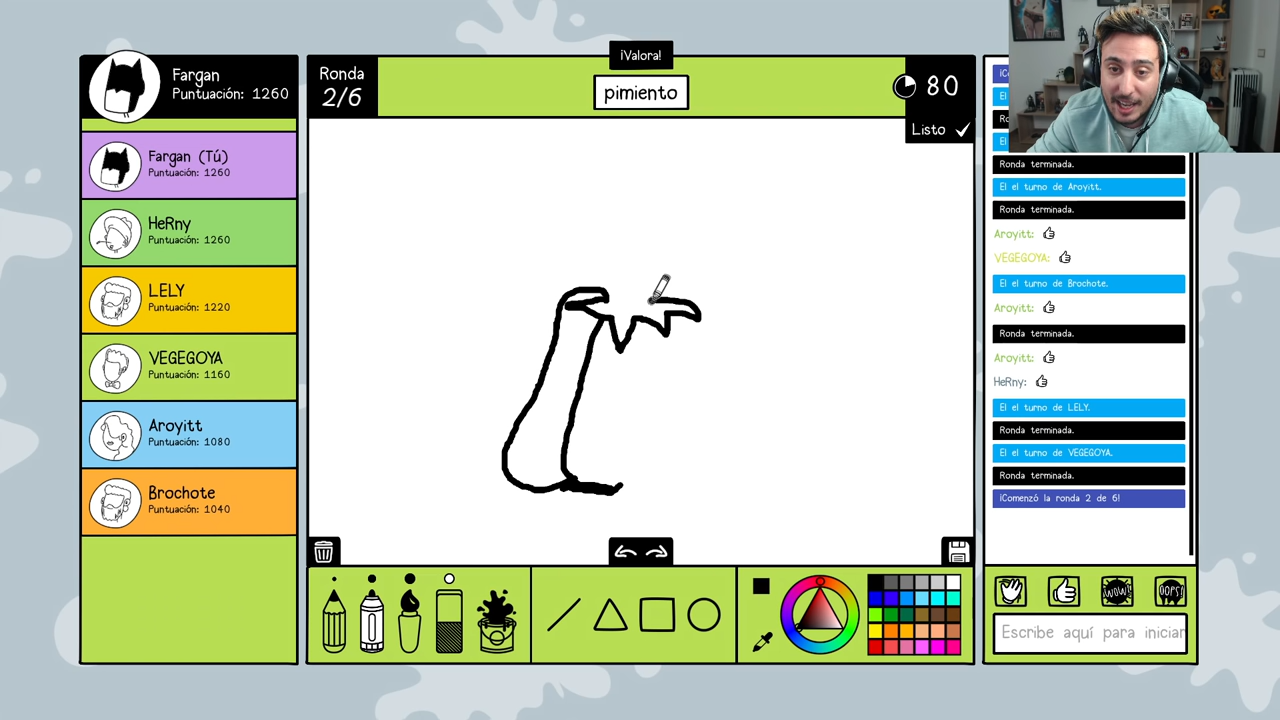 Fargan
Puntuación: 1260
Fargan (Tú)
Puntuación: 1260
HeRny
Puntuación: 1260
LELY
Puntuación: 1220
VEGEGOYA
Puntuación: 1160
Aroyitt
Puntuación: 1080
Brochote
Puntuación: 1040
Ronda
2/6
¡Valora!
pimiento
80
Listo
Ronda terminada.
El el turno de Aroyitt.
Ronda terminada.
Aroyitt:
VEGEGOYA:
El el turno de Brochote.
Aroyitt:
Ronda terminada.
Aroyitt:
HeRny:
El el turno de LELY.
Ronda terminada.
El el turno de VEGEGOYA.
Ronda terminada.
¡Comenzó la ronda 2 de 6!
WOW!
OOPS!
Escribe aquí para iniciar